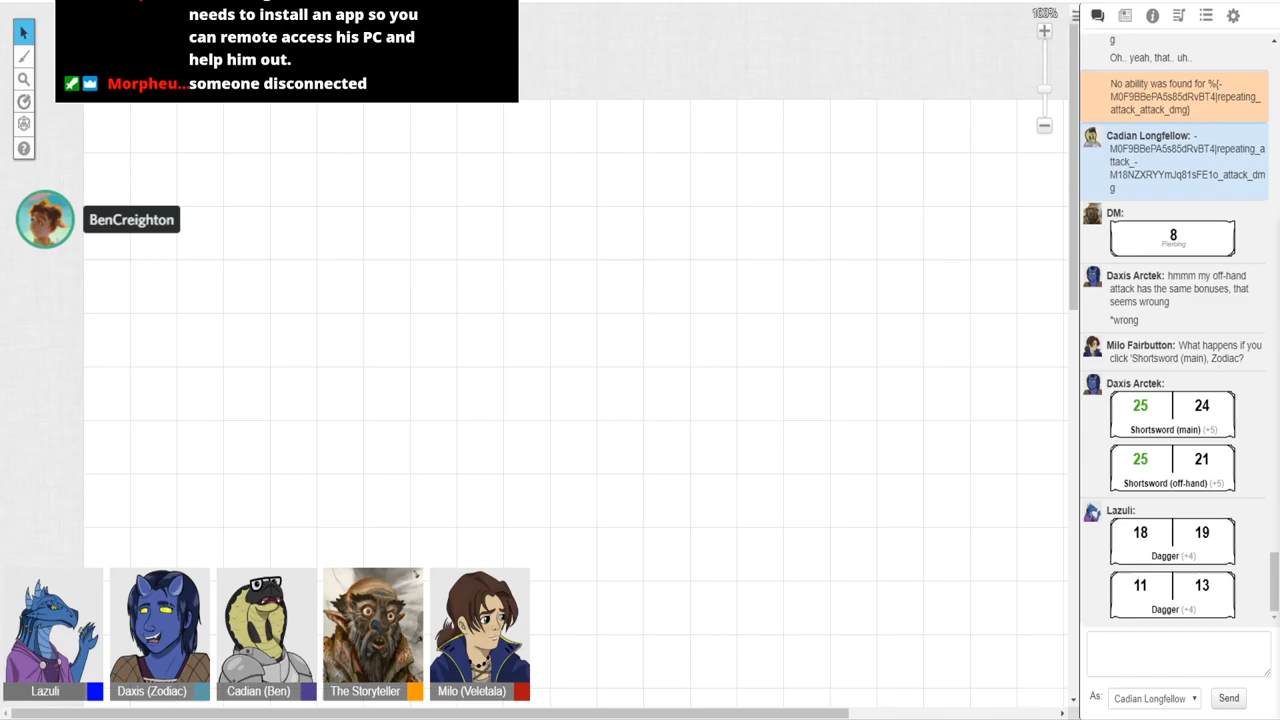 needs to install an app so you
can remote access his PC and
help him out.
Morpheu... someone disconnected
BenCreighton
100%
g
Oh.. yeah, that.. uh..
No ability was found for %{-
M0F9BBePA5s85dRvBT4|repeating_
attack_attack_dmg}
Cadian Longfellow: -
M0F9BBePA5s85dRvBT4|repeating_a
ttack_-
M18NZXRYYmJq81sFE1o_attack_dm
g
DM:
8
Piercing
Daxis Arctek: hmmm my off-hand
attack has the same bonuses, that
seems wroung
*wrong
Milo Fairbutton: What happens if you
click 'Shortsword (main), Zodiac?
Daxis Arctek:
25 24
Shortsword (main) (+5)
25 21
Shortsword (off-hand) (+5)
Lazuli:
18 19
Dagger (+4)
11 13
Dagger (+4)
As: Cadian Longfellow Send
Lazuli
Daxis (Zodiac)
Cadian (Ben)
The Storyteller
Milo (Veletala)